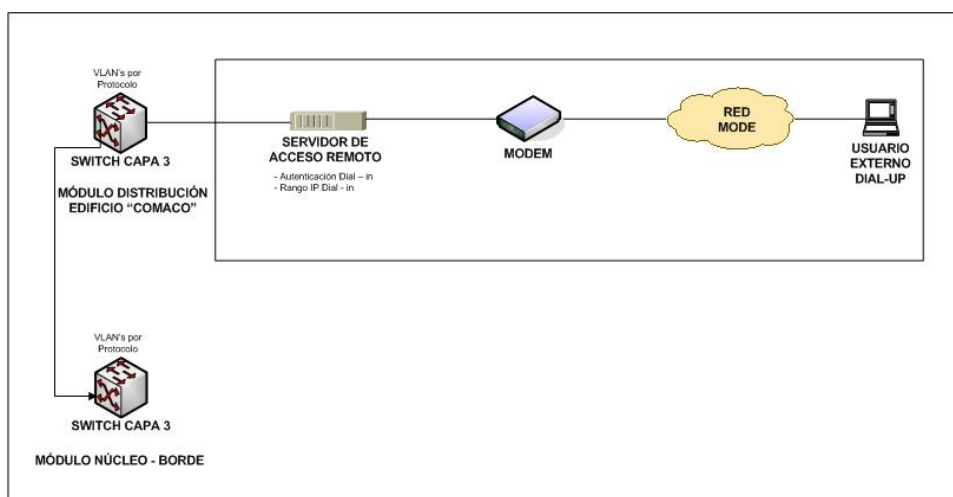 VLAN's por
Protocolo
SWITCH CAPA 3
MÓDULO DISTRIBUCIÓN
EDIFICIO “COMACO”
SERVIDOR DE
ACCESO REMOTO
- Autenticación Dial – in
- Rango IP Dial - in
MODEM
RED
MODE
USUARIO
EXTERNO
DIAL-UP
VLAN's por
Protocolo
SWITCH CAPA 3
MÓDULO NÚCLEO - BORDE